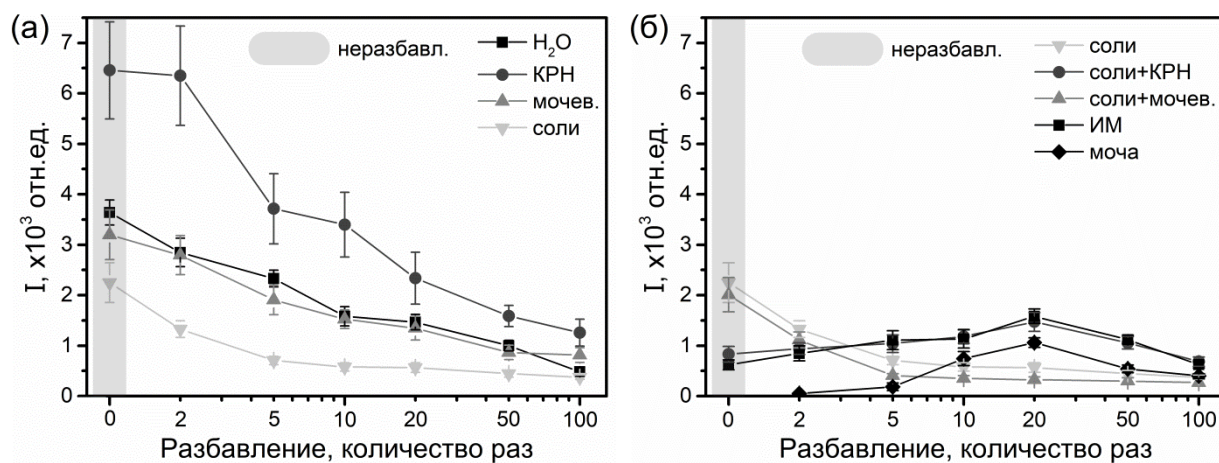 (а)
I, x10³ отн.ед.
7
6
5
4
3
2
1
0
неразбавл.
H₂O
КРН
мочев.
соли
0 2 5 10 20 50 100
Разбавление, количество раз
(б)
I, x10³ отн.ед.
7
6
5
4
3
2
1
0
неразбавл.
соли
соли+КРН
соли+мочев.
ИМ
моча
0 2 5 10 20 50 100
Разбавление, количество раз